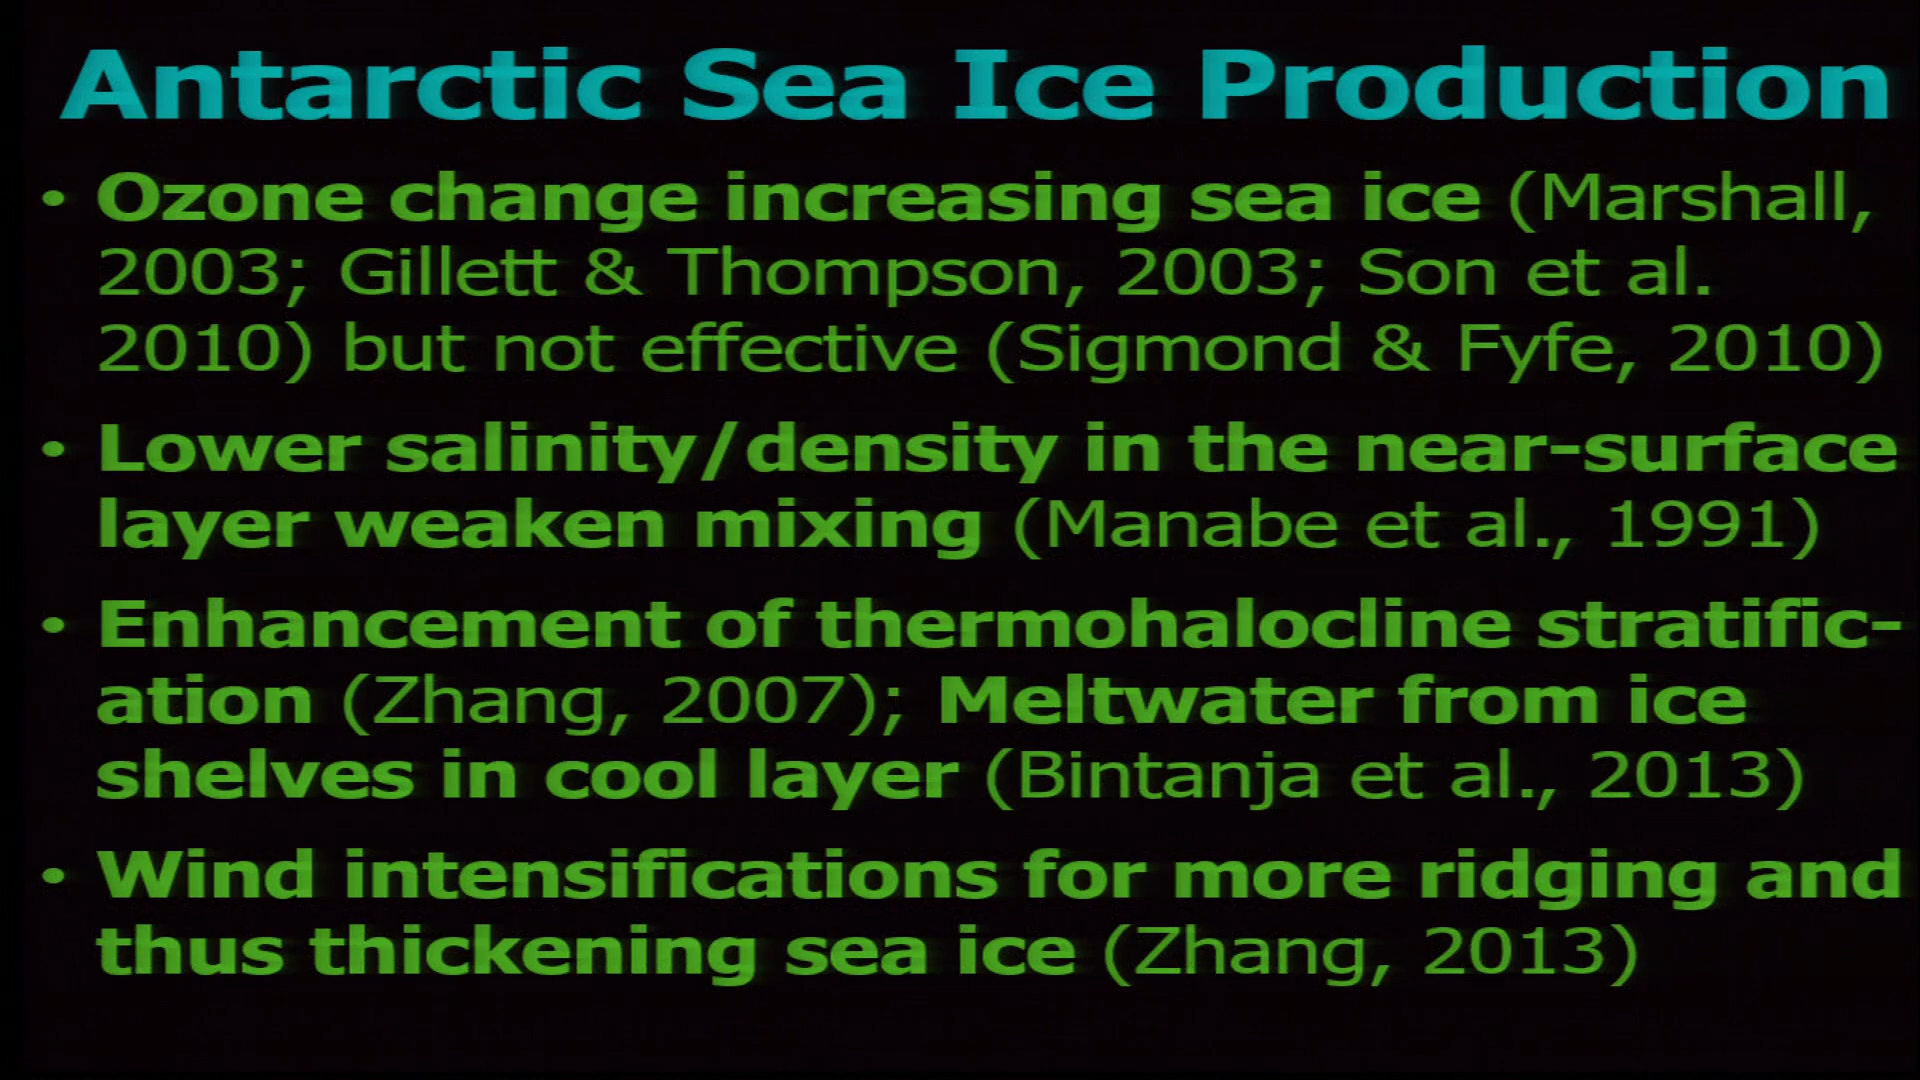 Antarctic Sea Ice Production
• Ozone change increasing sea ice (Marshall,
2003; Gillett & Thompson, 2003; Son et al.
2010) but not effective (Sigmond & Fyfe, 2010)
• Lower salinity/density in the near-surface
layer weaken mixing (Manabe et al., 1991)
• Enhancement of thermohalocline stratific-
ation (Zhang, 2007); Meltwater from ice
shelves in cool layer (Bintanja et al., 2013)
• Wind intensifications for more ridging and
thus thickening sea ice (Zhang, 2013)